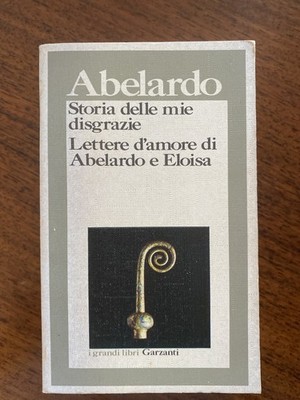 Abelardo
Storia delle mie
disgrazie
Lettere d'amore di
Abelardo e Eloisa
i grandi libri Garzanti